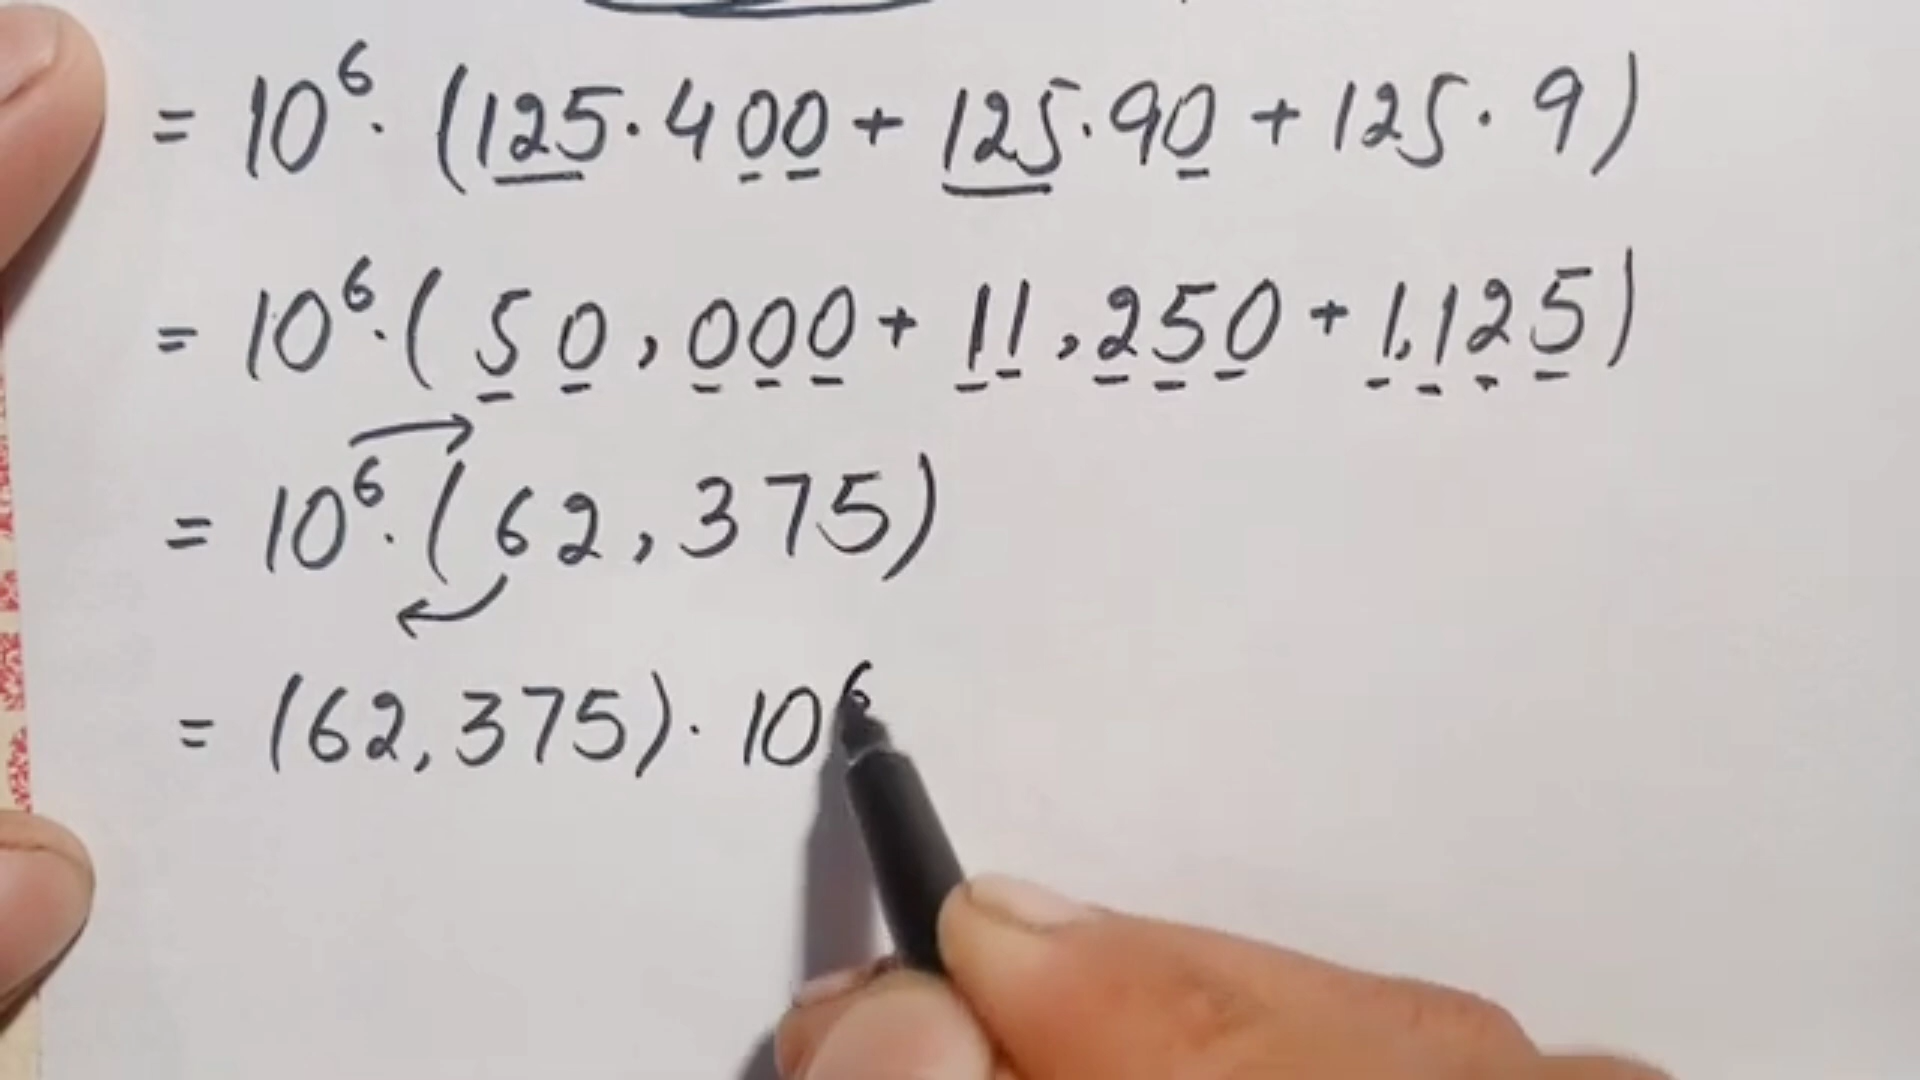 = 10⁶ · (125 · 400 + 125 · 90 + 125 · 9)
= 10⁶ · (50,000 + 11,250 + 1,125)
= 10⁶ · (62,375)
= (62,375) · 10⁶